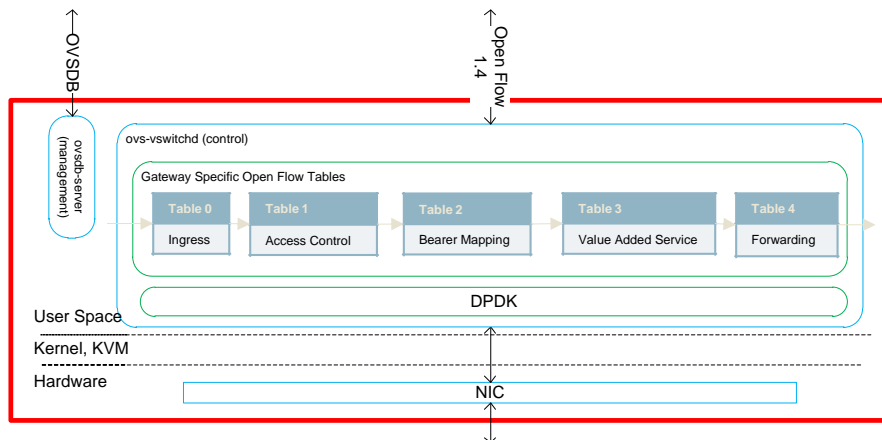 OVSDB
Open Flow
1.4
ovsdb-server
(management)
ovs-vswitchd (control)
Gateway Specific Open Flow Tables
Table 0
Ingress
Table 1
Access Control
Table 2
Bearer Mapping
Table 3
Value Added Service
Table 4
Forwarding
DPDK
User Space
Kernel, KVM
Hardware
NIC